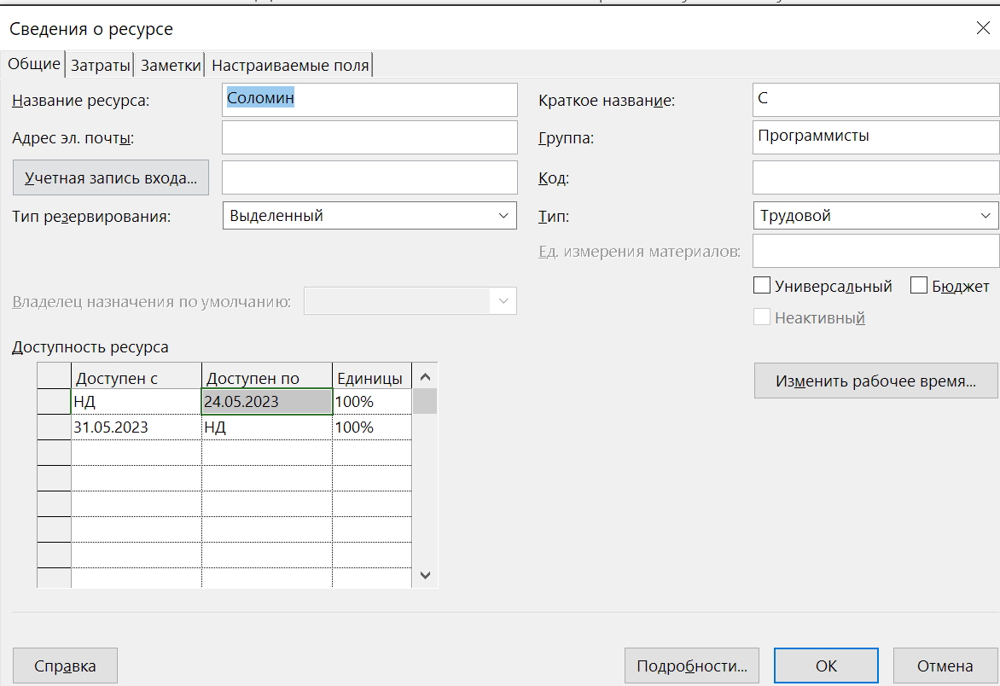 Сведения о ресурсе
Общие Затраты Заметки Настраиваемые поля
Название ресурса: Соломин Краткое название: С
Адрес эл. почты: Группа: Программисты
Учетная запись входа... Код:
Тип резервирования: Выделенный Тип: Трудовой
Ед. измерения материалов:
Универсальный Бюджет
Владелец назначения по умолчанию:
Неактивный
Доступность ресурса
Доступен с Доступен по Единицы
Изменить рабочее время...
НД 24.05.2023 100%
31.05.2023 НД 100%
Справка Подробности... ОК Отмена